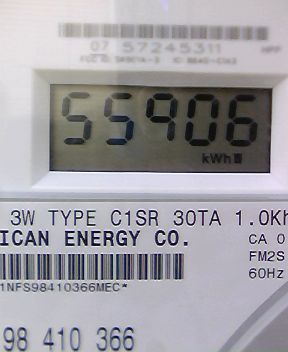 07 57245311
55906
kWh
3W TYPE C1SR 30TA 1.0Kh
ICAN ENERGY CO.
CA 0
FM2S
60Hz
1NFS98410366MEC*
98 410 366